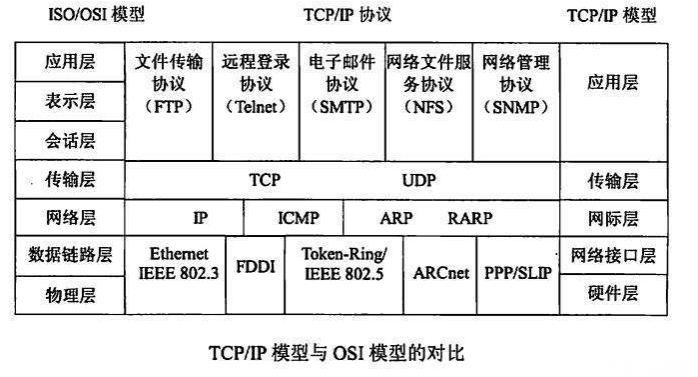 ISO/OSI 模型 TCP/IP 协议 TCP/IP 模型
应用层
表示层
会话层
文件传输
协议
（FTP）
远程登录
协议
（Telnet）
电子邮件
协议
（SMTP）
网络文件服
务协议
（NFS）
网络管理
协议
（SNMP）
应用层
传输层 TCP UDP 传输层
网络层 IP ICMP ARP RARP 网际层
数据链路层
物理层
Ethernet
IEEE 802.3
FDDI
Token-Ring/
IEEE 802.5
ARCnet
PPP/SLIP
网络接口层
硬件层
TCP/IP 模型与 OSI 模型的对比